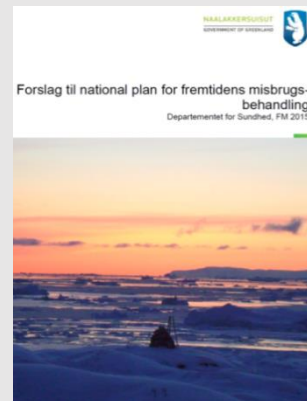 NAALAKKERSUISUT
GOVERNMENT OF GREENLAND
Forslag til national plan for fremtidens misbrugs-
behandling
Departementet for Sundhed, FM 2015